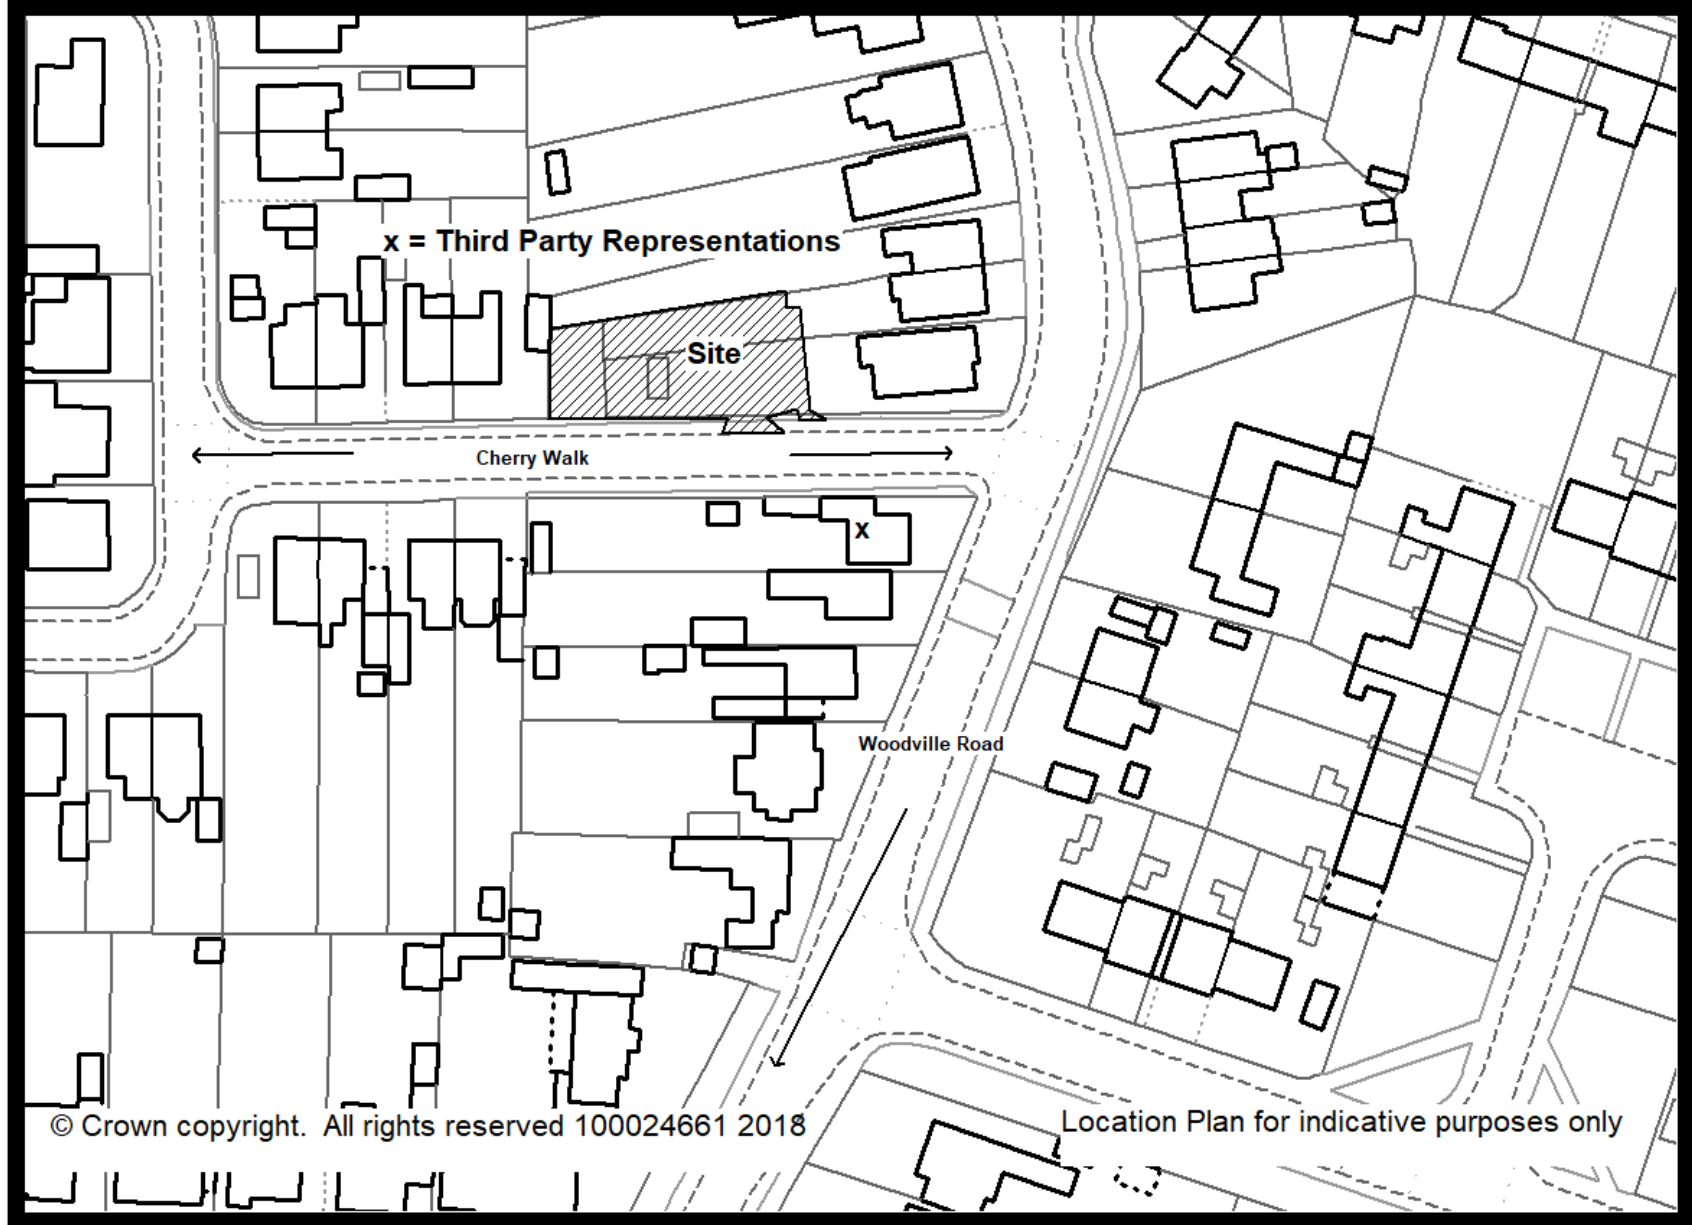 x = Third Party Representations
Site
Cherry Walk
x
Woodville Road
© Crown copyright. All rights reserved 100024661 2018
Location Plan for indicative purposes only